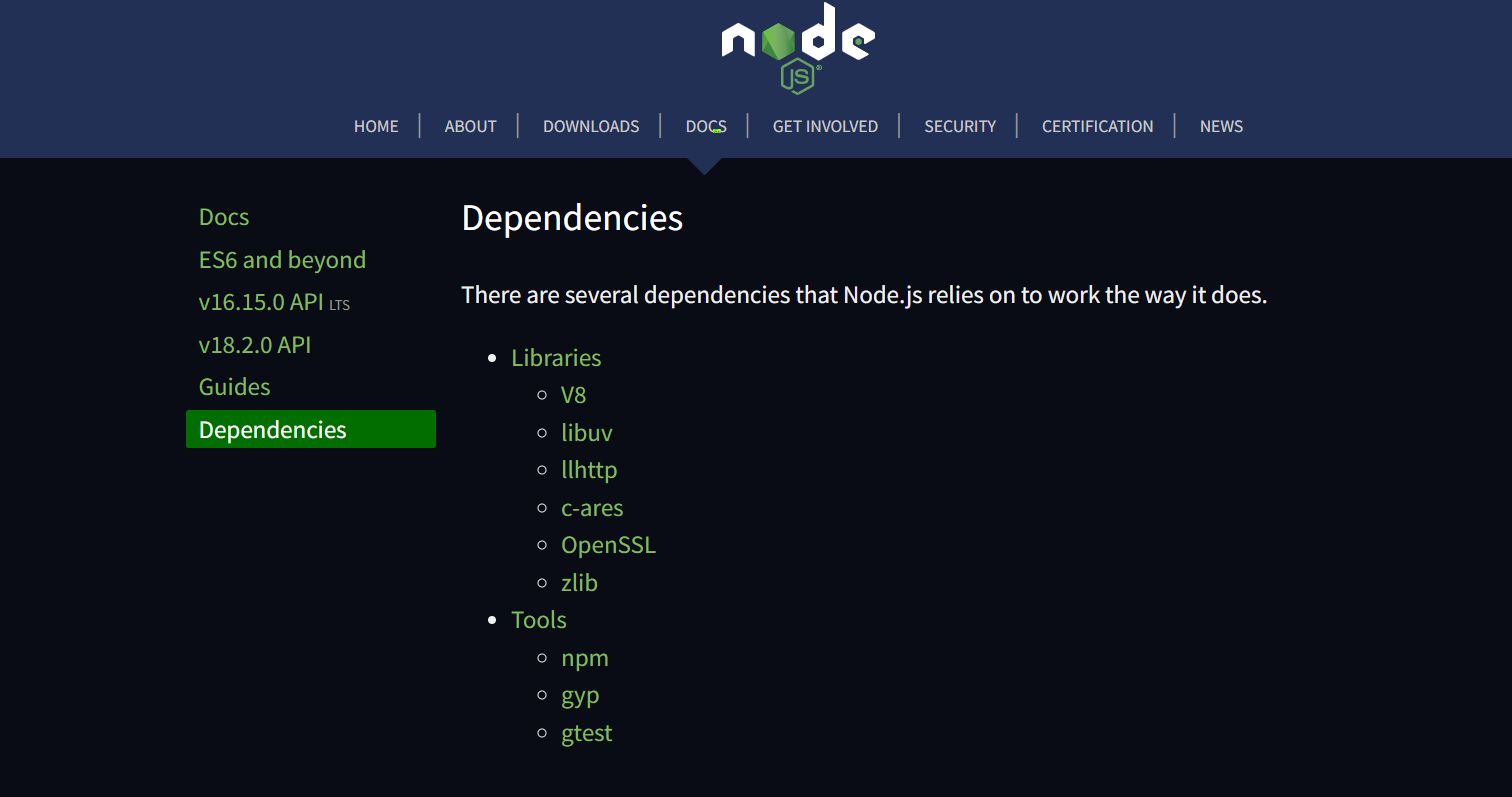 node
JS ®
HOME | ABOUT | DOWNLOADS | DOCS | GET INVOLVED | SECURITY | CERTIFICATION | NEWS
Docs
ES6 and beyond
v16.15.0 API LTS
v18.2.0 API
Guides
Dependencies
Dependencies
There are several dependencies that Node.js relies on to work the way it does.
Libraries
V8
libuv
llhttp
c-ares
OpenSSL
zlib
Tools
npm
gyp
gtest